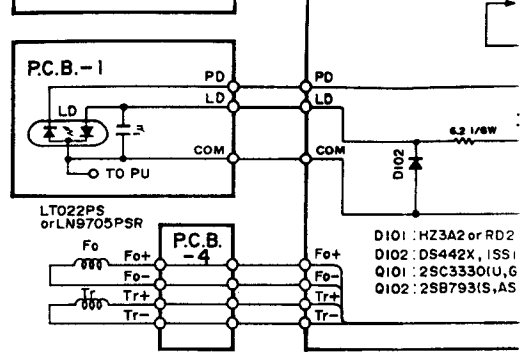 P.C.B.-1
PD
PD
LD
LD
LD
COM
COM
TO PU
6.2 1/6W
D102
LT022PS
or LN9705PSR
P.C.B.
-4
Fo
Fo+
Fo+
Fo-
Fo-
Tr
Tr+
Tr+
Tr-
Tr-
D101 : HZ3A2 or RD2
D102 : DS442X, 1SS1
Q101 : 2SC3330(U,G
Q102 : 2SB793(S,AS